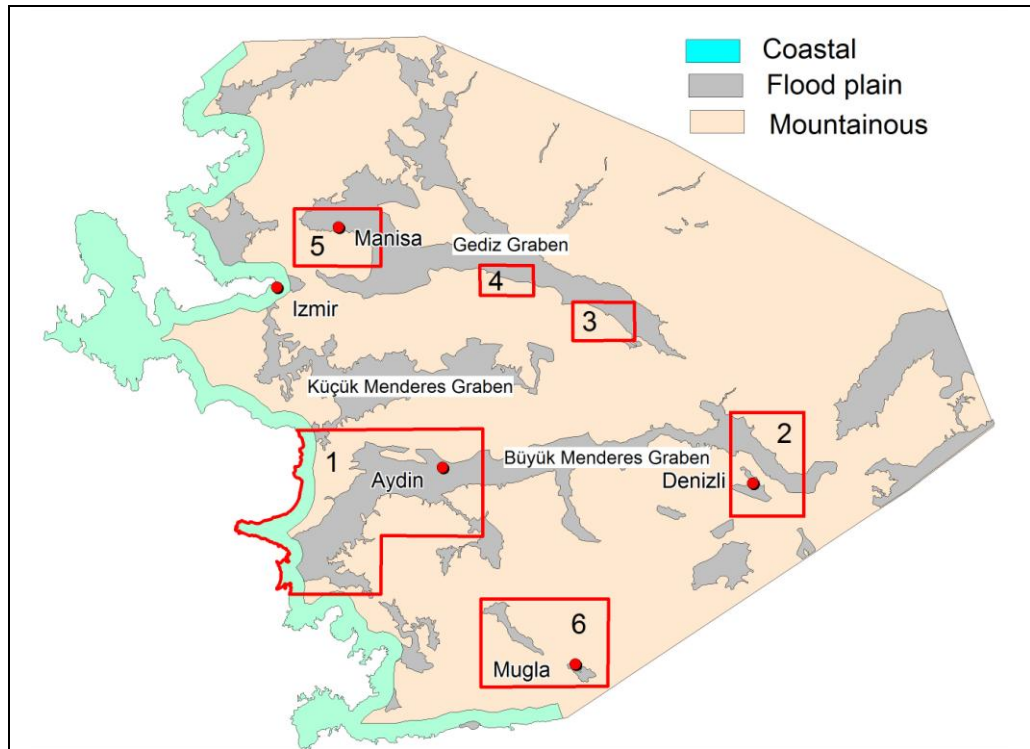 Coastal
Flood plain
Mountainous
5
Manisa
Gediz Graben
4
Izmir
3
Küçük Menderes Graben
1
2
Aydin
Büyük Menderes Graben
Denizli
6
Mugla